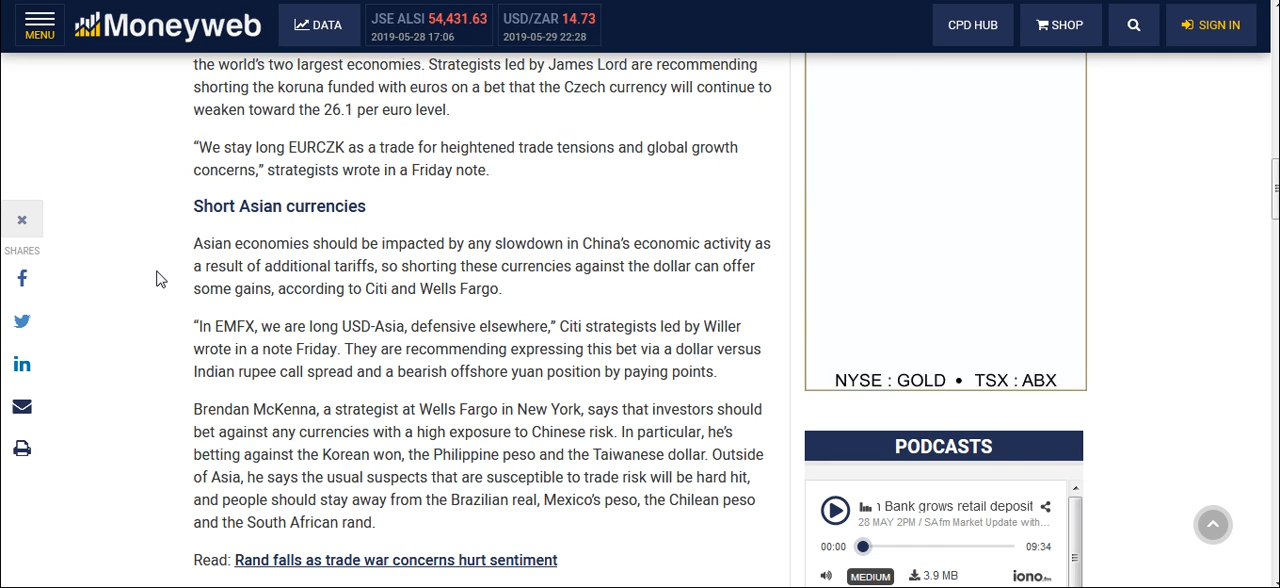 MENU
Moneyweb
DATA
JSE ALSI 54,431.63
2019-05-28 17:06
USD/ZAR 14.73
2019-05-29 22:28
CPD HUB
SHOP
SIGN IN
the world's two largest economies. Strategists led by James Lord are recommending
shorting the koruna funded with euros on a bet that the Czech currency will continue to
weaken toward the 26.1 per euro level.
“We stay long EURCZK as a trade for heightened trade tensions and global growth
concerns,” strategists wrote in a Friday note.
Short Asian currencies
SHARES
Asian economies should be impacted by any slowdown in China's economic activity as
a result of additional tariffs, so shorting these currencies against the dollar can offer
some gains, according to Citi and Wells Fargo.
“In EMFX, we are long USD-Asia, defensive elsewhere,” Citi strategists led by Willer
wrote in a note Friday. They are recommending expressing this bet via a dollar versus
Indian rupee call spread and a bearish offshore yuan position by paying points.
Brendan McKenna, a strategist at Wells Fargo in New York, says that investors should
bet against any currencies with a high exposure to Chinese risk. In particular, he's
betting against the Korean won, the Philippine peso and the Taiwanese dollar. Outside
of Asia, he says the usual suspects that are susceptible to trade risk will be hard hit,
and people should stay away from the Brazilian real, Mexico's peso, the Chilean peso
and the South African rand.
Read: Rand falls as trade war concerns hurt sentiment
NYSE : GOLD • TSX : ABX
PODCASTS
Bank grows retail deposit
28 MAY 2PM / SAfm Market Update with...
00:00
09:34
MEDIUM
3.9 MB
iono.fm